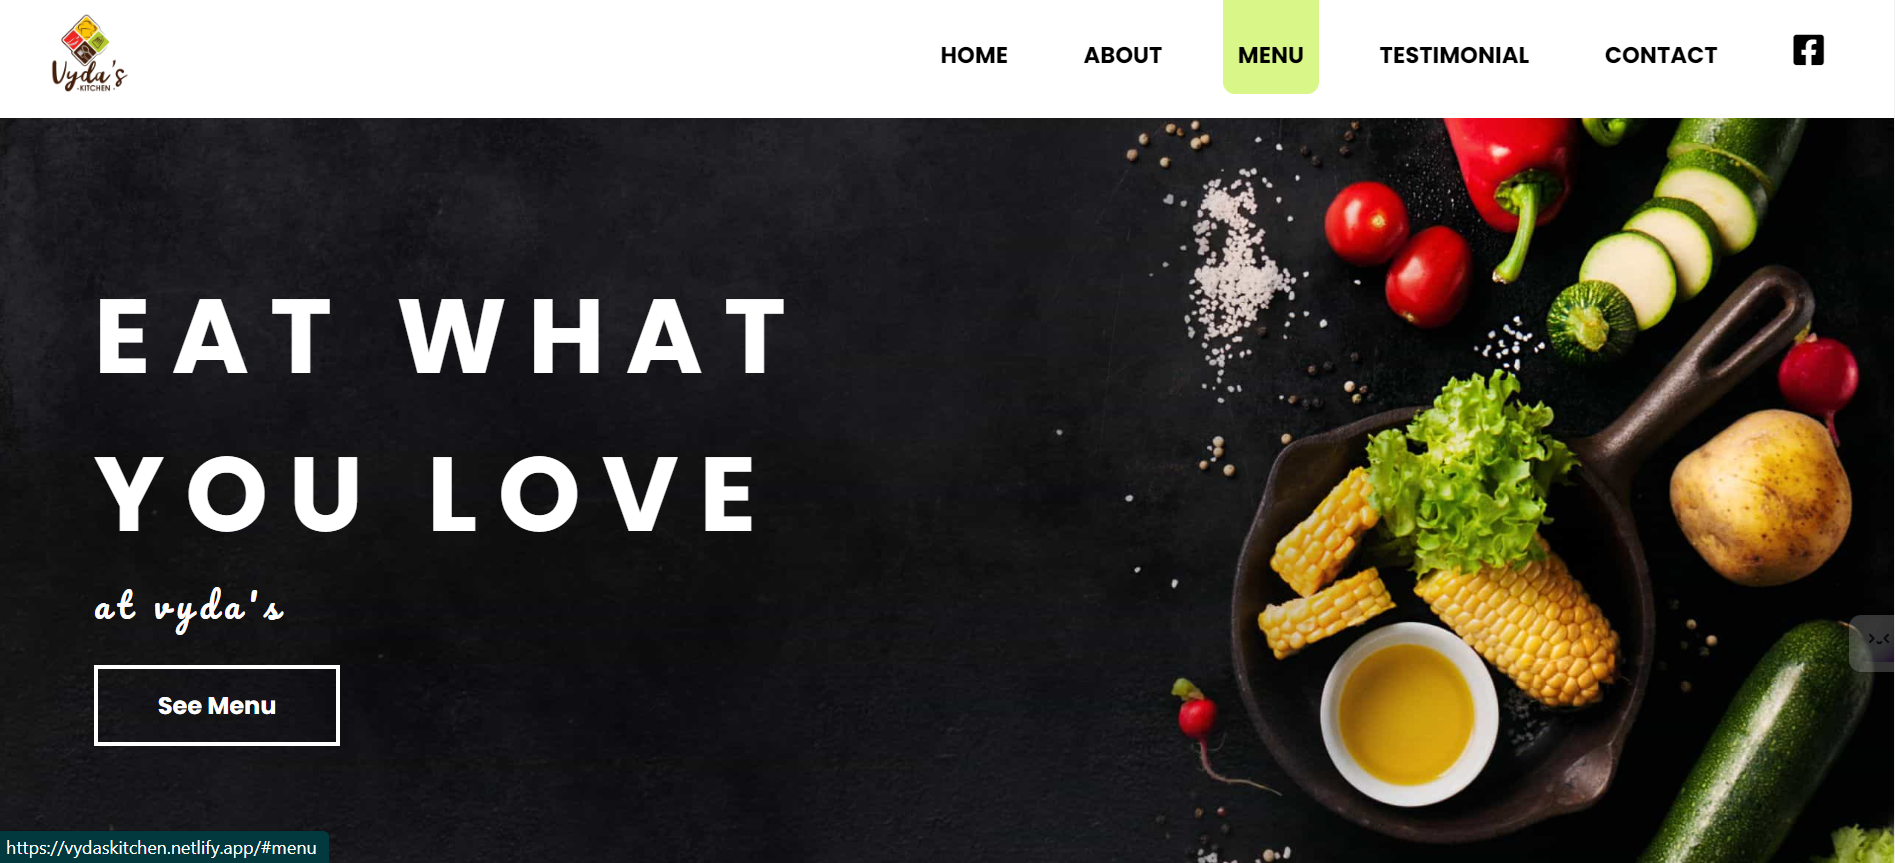 Vyda's
·KITCHEN·
HOME ABOUT MENU TESTIMONIAL CONTACT
EAT WHAT
YOU LOVE
at vyda's
See Menu
https://vydaskitchen.netlify.app/#menu